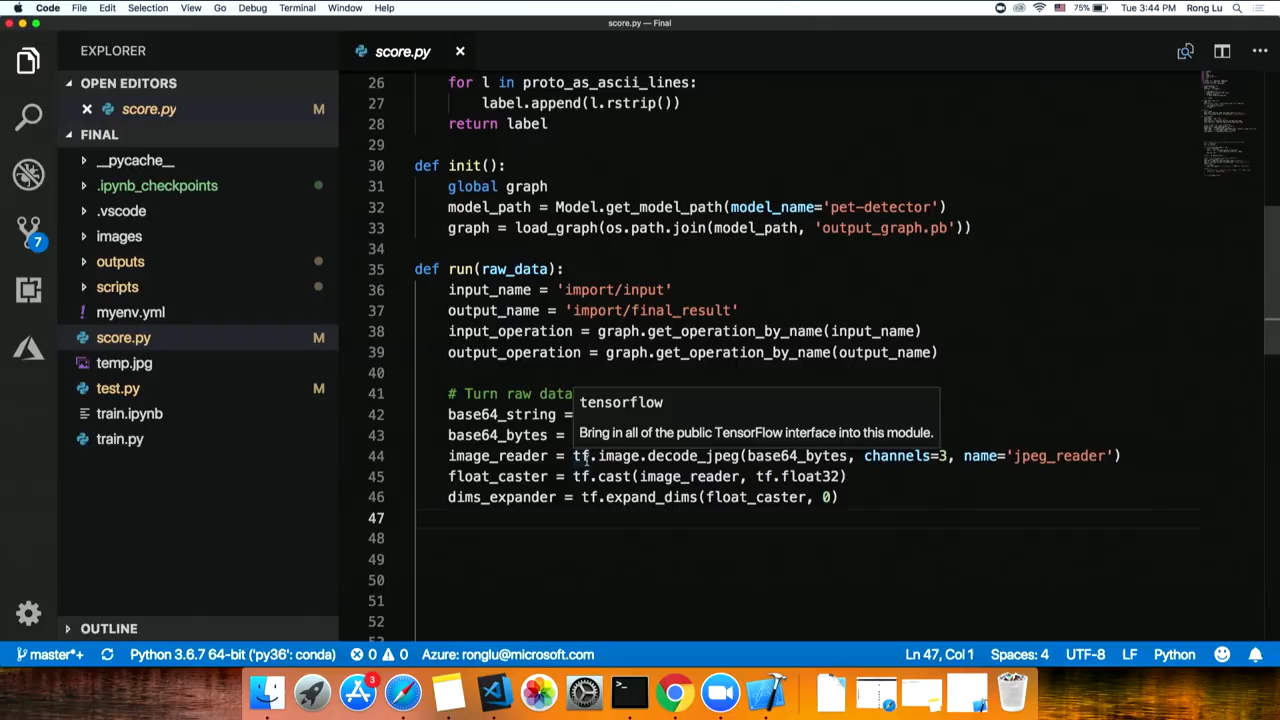 Code File Edit Selection View Go Debug Terminal Window Help 75% Tue 3:44 PM Rong Lu
score.py — Final
EXPLORER
OPEN EDITORS
score.py M
FINAL
__pycache__
.ipynb_checkpoints
.vscode
images
outputs
scripts
! myenv.yml
score.py M
temp.jpg
test.py M
train.ipynb
train.py
OUTLINE
7
score.py
26 for l in proto_as_ascii_lines:
27 label.append(l.rstrip())
28 return label
29
30 def init():
31 global graph
32 model_path = Model.get_model_path(model_name='pet-detector')
33 graph = load_graph(os.path.join(model_path, 'output_graph.pb'))
34
35 def run(raw_data):
36 input_name = 'import/input'
37 output_name = 'import/final_result'
38 input_operation = graph.get_operation_by_name(input_name)
39 output_operation = graph.get_operation_by_name(output_name)
40
41 # Turn raw data
tensorflow
42 base64_string =
43 base64_bytes =
Bring in all of the public TensorFlow interface into this module.
44 image_reader = tf.image.decode_jpeg(base64_bytes, channels=3, name='jpeg_reader')
45 float_caster = tf.cast(image_reader, tf.float32)
46 dims_expander = tf.expand_dims(float_caster, 0)
47
48
49
50
51
52
master*+ Python 3.6.7 64-bit ('py36': conda) 0 0 Azure: ronglu@microsoft.com Ln 47, Col 1 Spaces: 4 UTF-8 LF Python
3